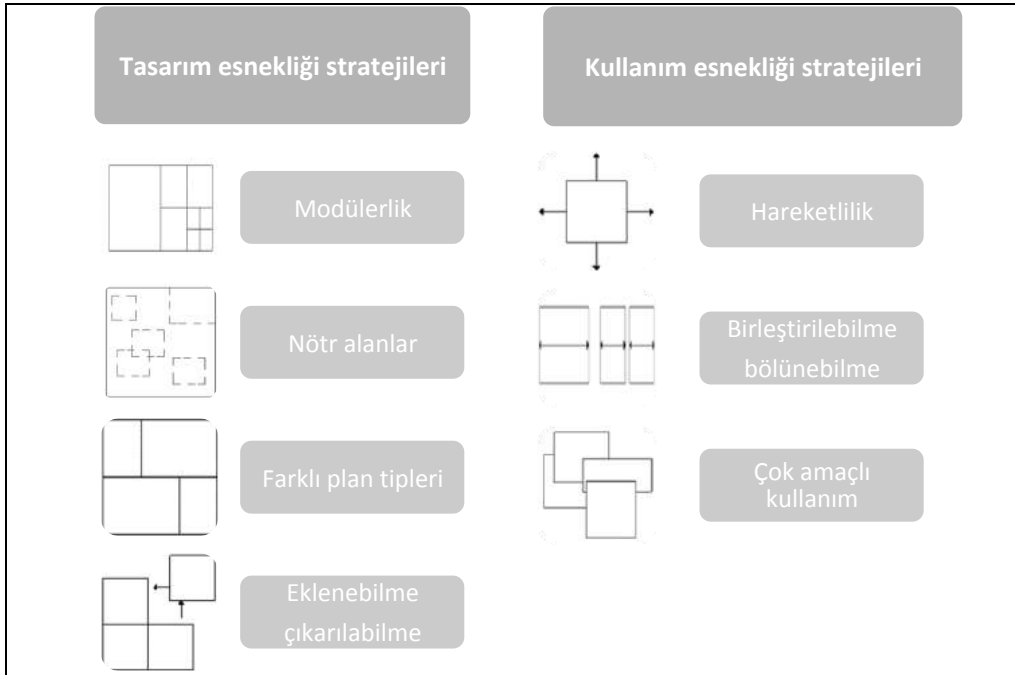 Tasarım esnekliği stratejileri
Modülerlik
Nötr alanlar
Farklı plan tipleri
Eklenebilme
çıkarılabilme
Kullanım esnekliği stratejileri
Hareketlilik
Birleştirilebilme
bölünebilme
Çok amaçlı
kullanım